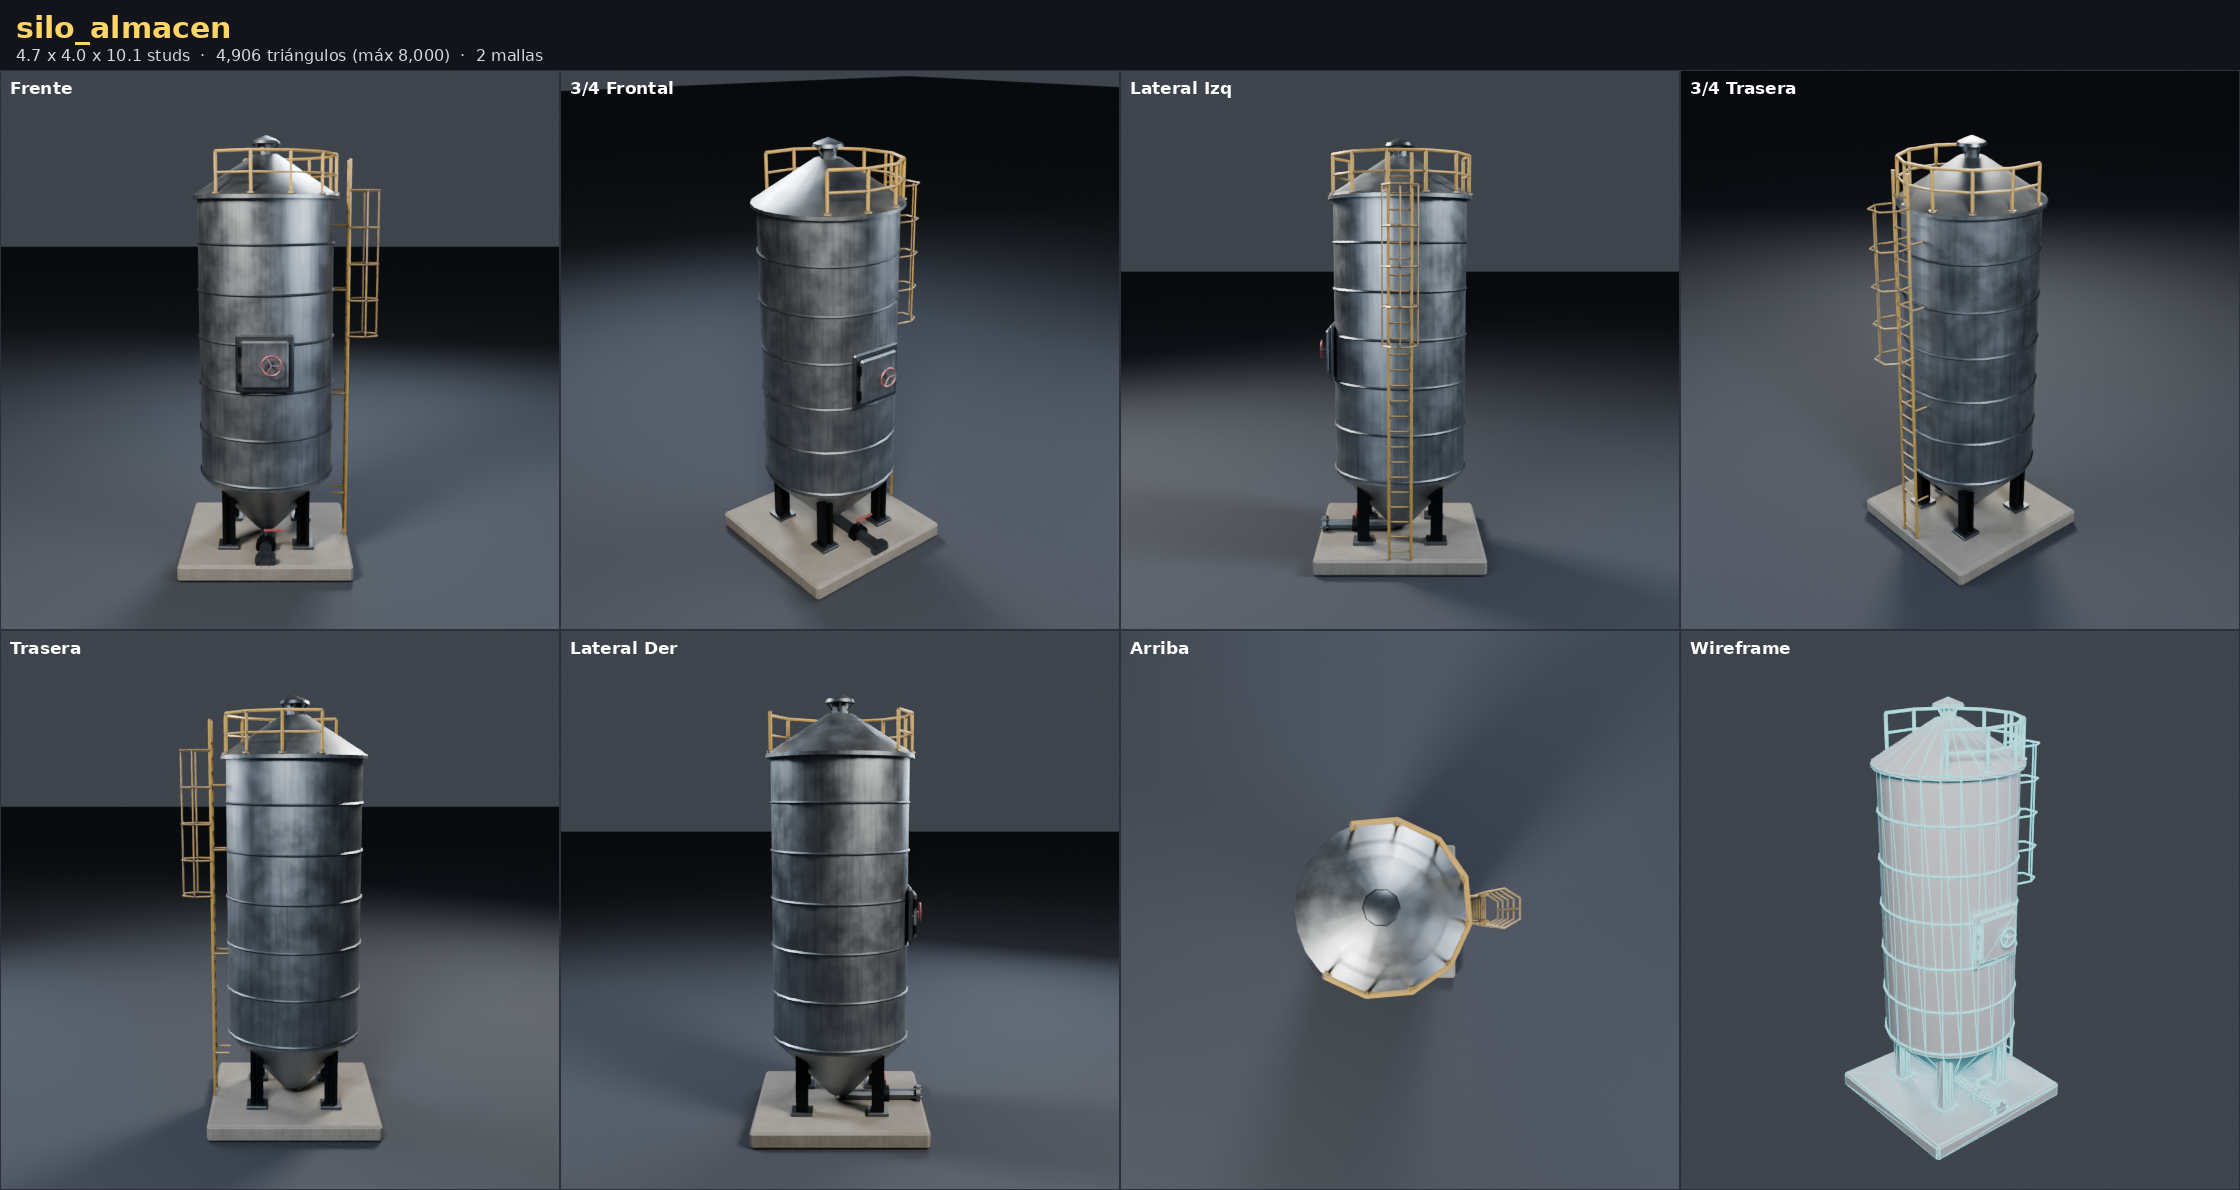 silo_almacen
4.7 x 4.0 x 10.1 studs · 4,906 triángulos (máx 8,000) · 2 mallas
Frente
3/4 Frontal
Lateral Izq
3/4 Trasera
Trasera
Lateral Der
Arriba
Wireframe